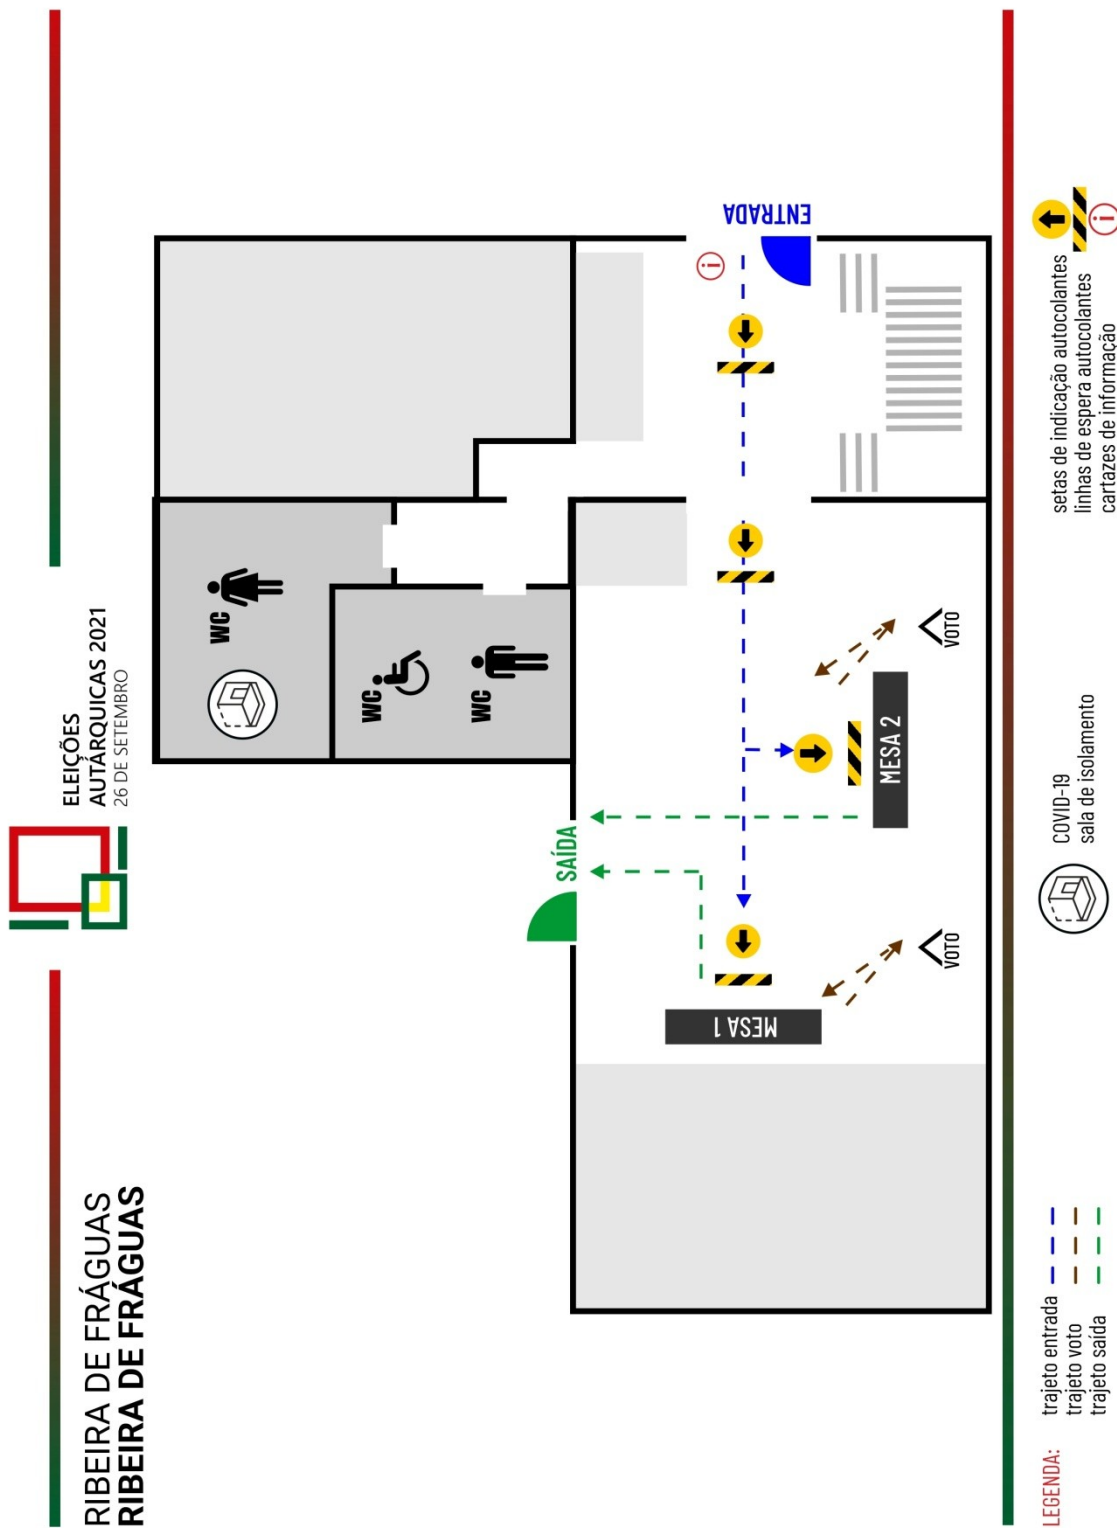 RIBEIRA DE FRÁGUAS
RIBEIRA DE FRÁGUAS
ELEIÇÕES
AUTÁRQUICAS 2021
26 DE SETEMBRO
WC
WC
WC
SAÍDA
ENTRADA
i
MESA 1
MESA 2
VOTO
VOTO
LEGENDA:
trajeto entrada
trajeto voto
trajeto saída
COVID-19
sala de isolamento
setas de indicação autocolantes
linhas de espera autocolantes
cartazes de informação
i